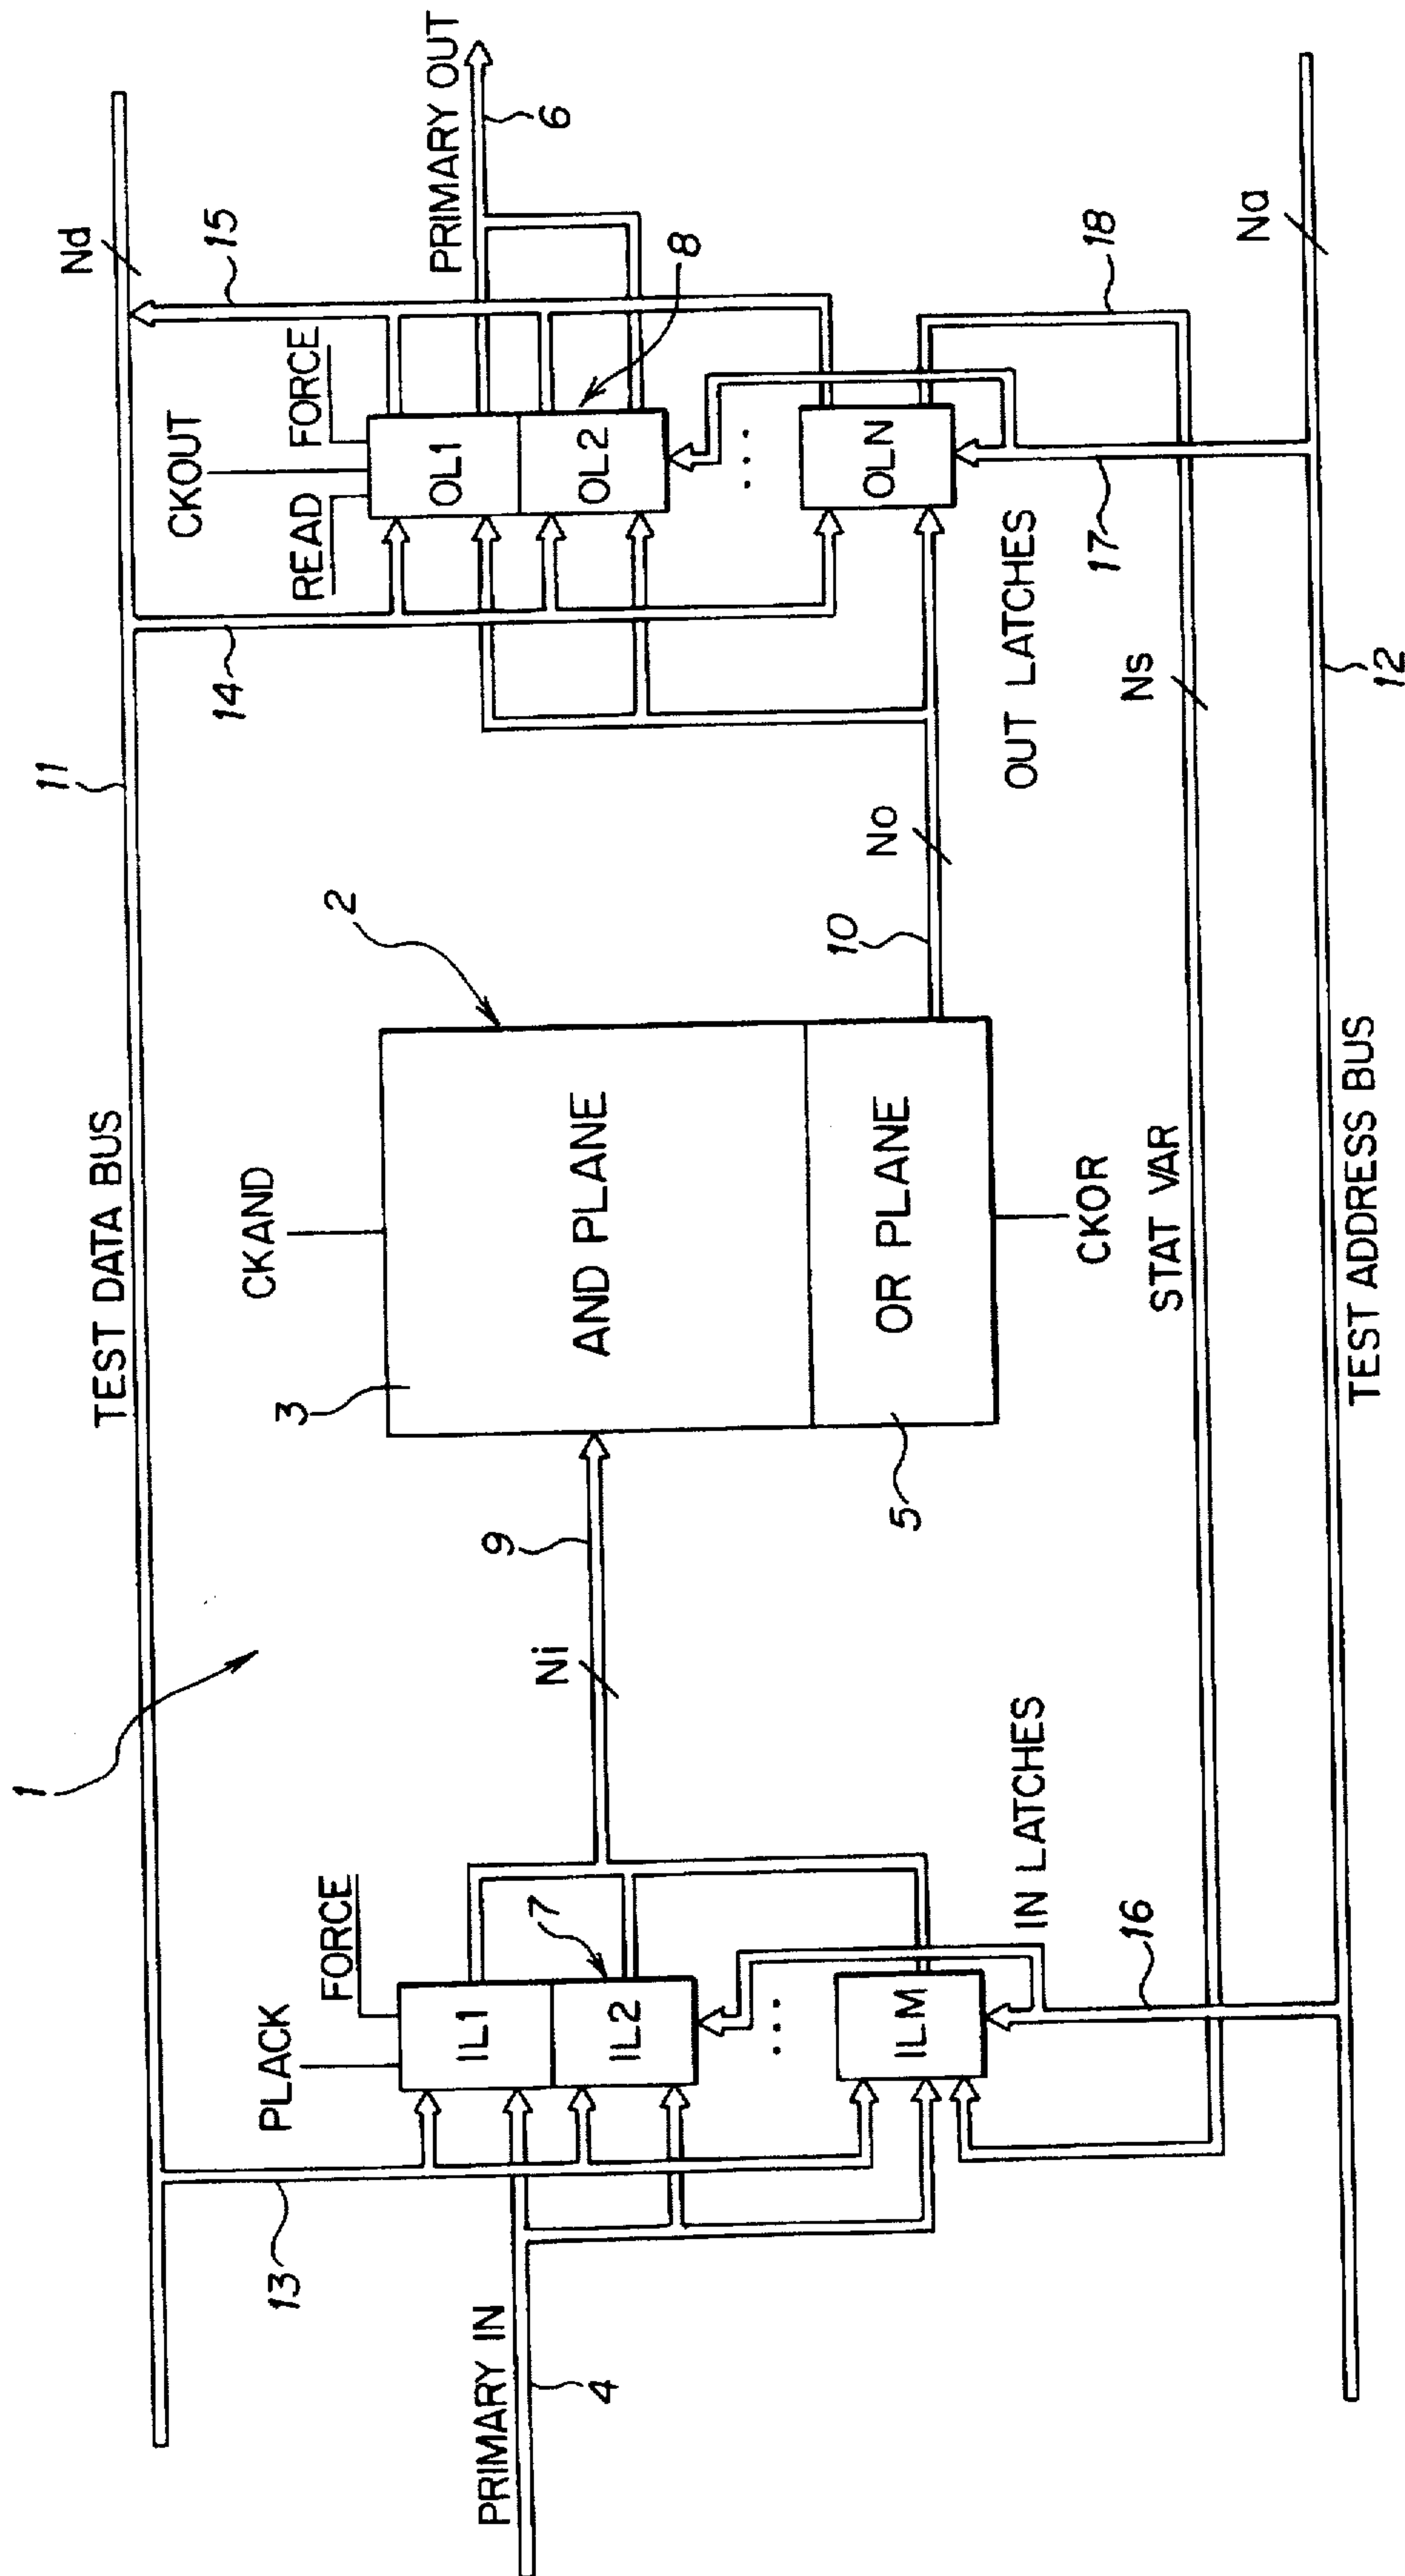 1
TEST DATA BUS
11
Nd
13
PLACK
FORCE
CKAND
14
READ
CKOUT
FORCE
15
PRIMARY IN
4
IL1
IL2
7
. . .
ILM
IN LATCHES
16
Ni
9
3
2
AND PLANE
OR PLANE
5
CKOR
10
No
OL1
OL2
8
. . .
OLN
OUT LATCHES
17
18
PRIMARY OUT
6
STAT VAR
Ns
TEST ADDRESS BUS
12
Na